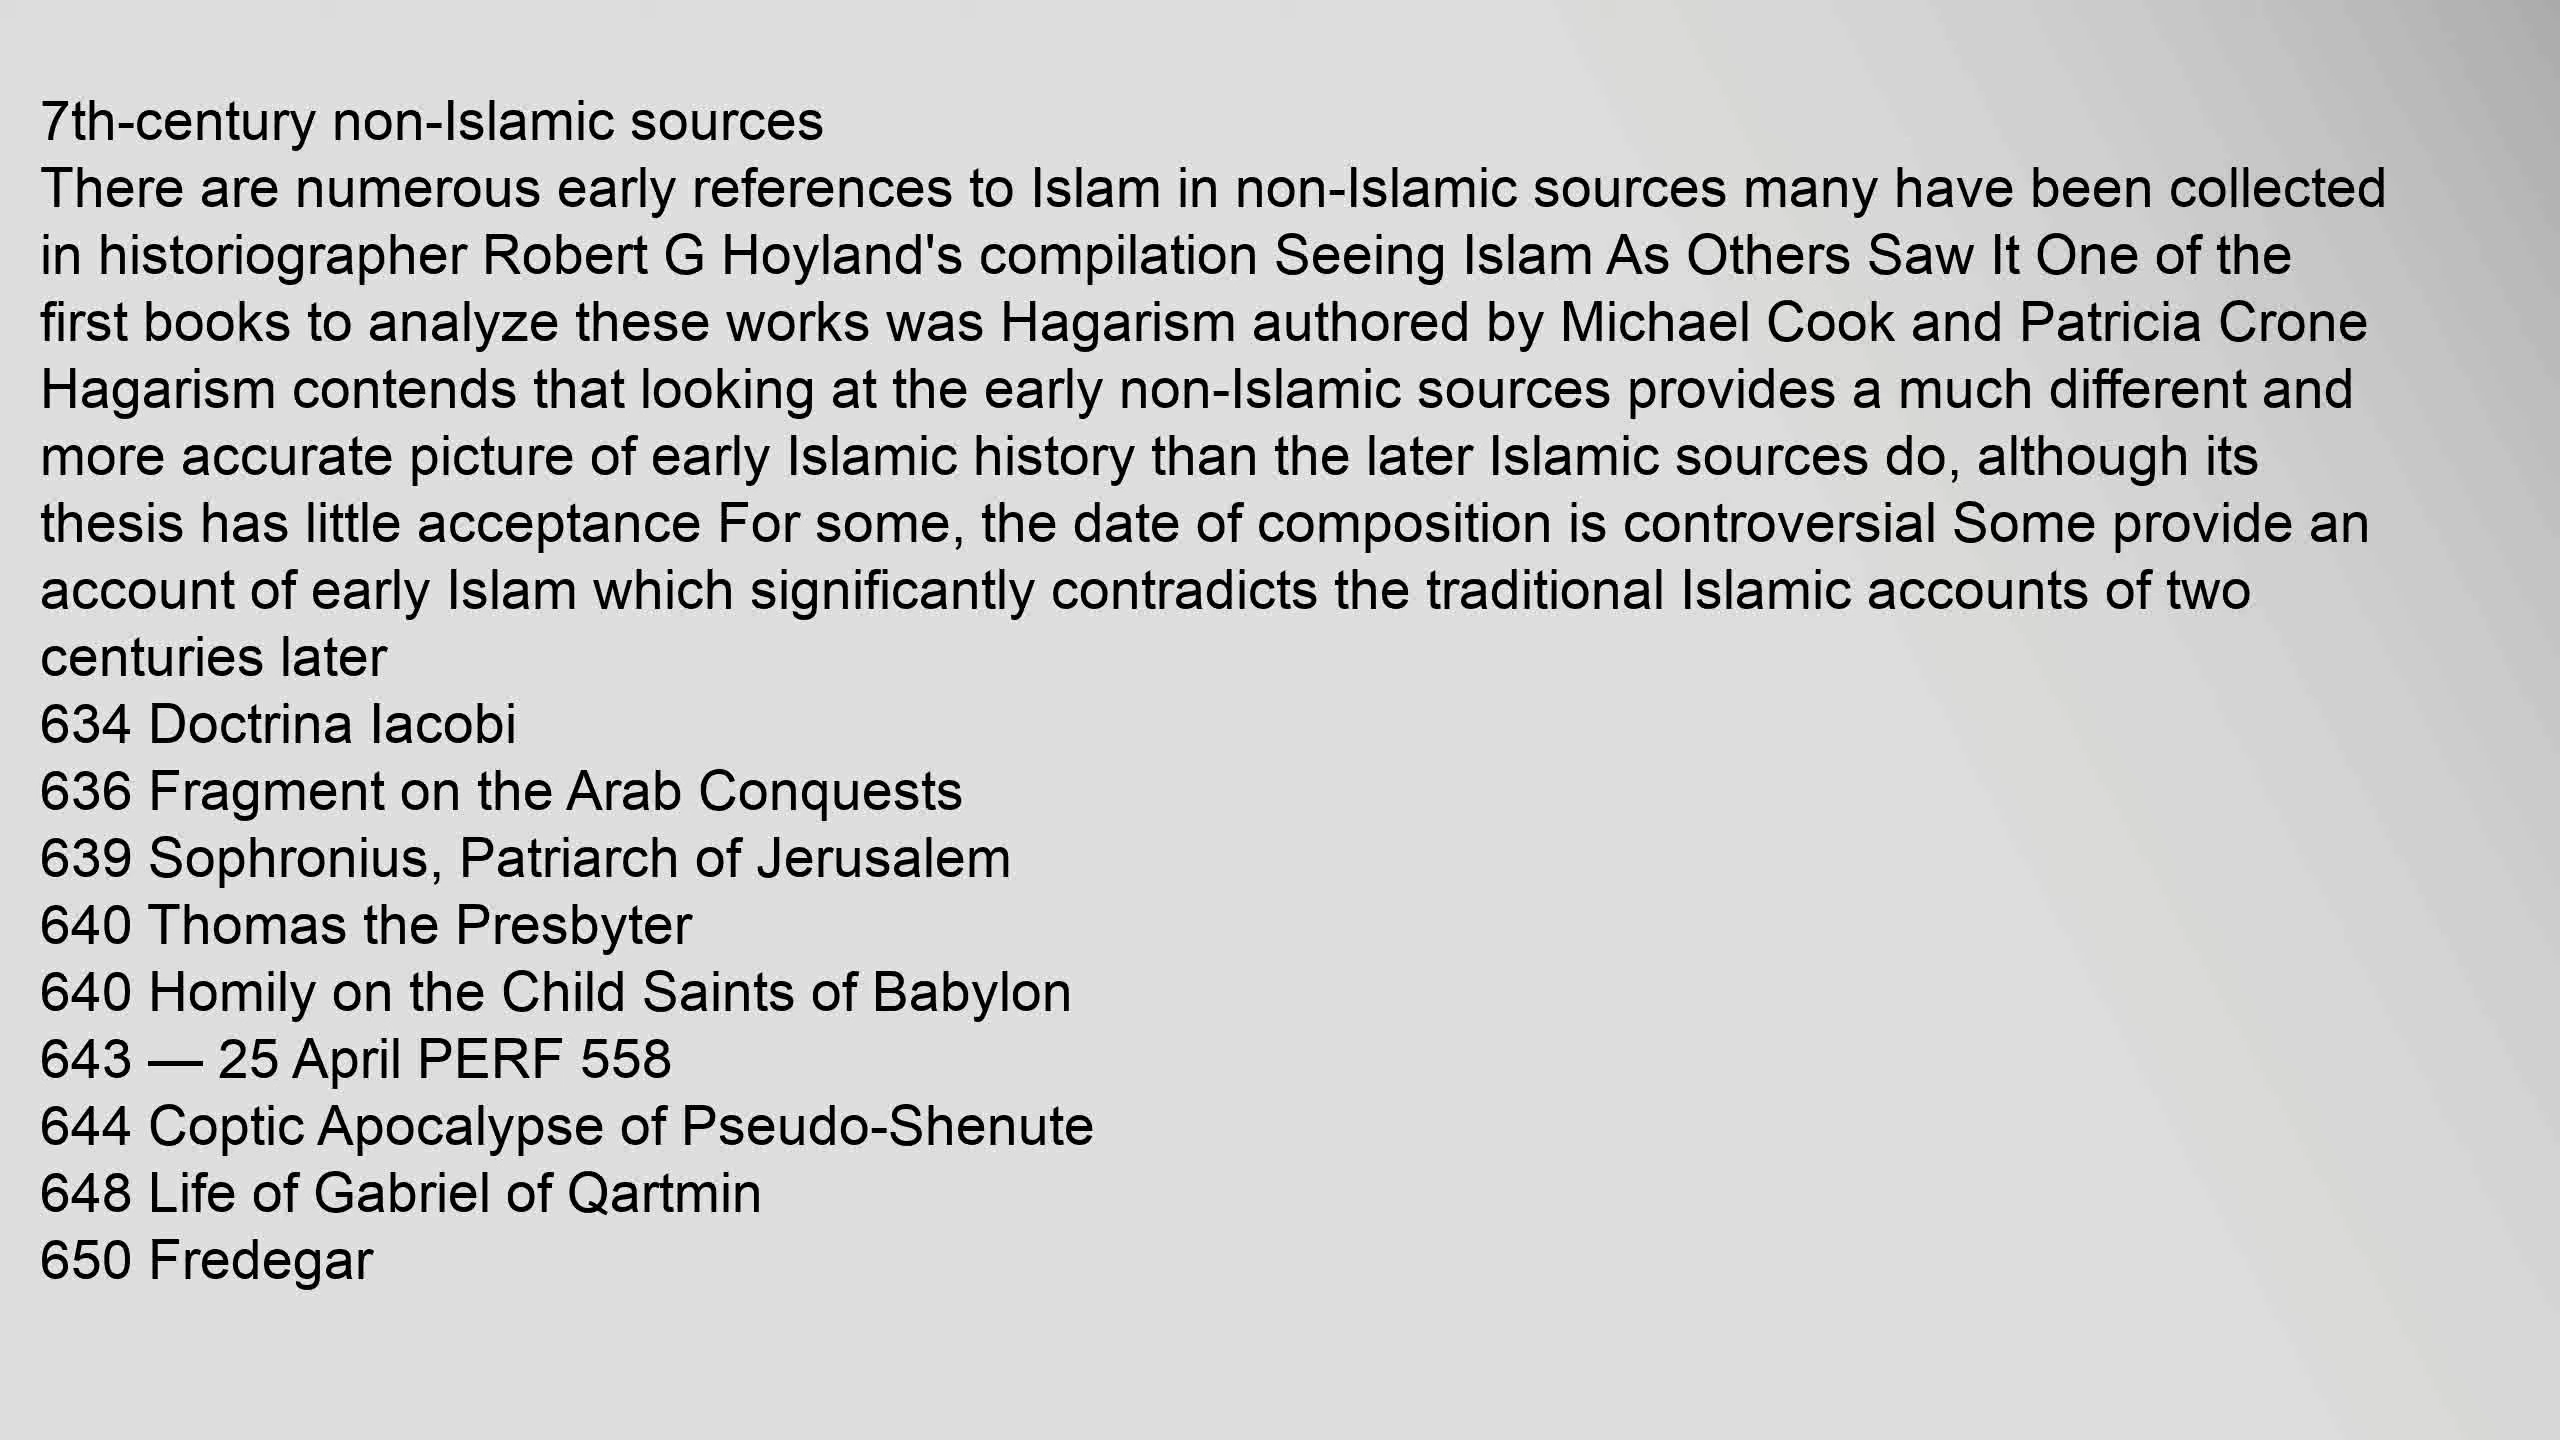 7th-century non-Islamic sources
There are numerous early references to Islam in non-Islamic sources many have been collected
in historiographer Robert G Hoyland's compilation Seeing Islam As Others Saw It One of the
first books to analyze these works was Hagarism authored by Michael Cook and Patricia Crone
Hagarism contends that looking at the early non-Islamic sources provides a much different and
more accurate picture of early Islamic history than the later Islamic sources do, although its
thesis has little acceptance For some, the date of composition is controversial Some provide an
account of early Islam which significantly contradicts the traditional Islamic accounts of two
centuries later
634 Doctrina Iacobi
636 Fragment on the Arab Conquests
639 Sophronius, Patriarch of Jerusalem
640 Thomas the Presbyter
640 Homily on the Child Saints of Babylon
643 — 25 April PERF 558
644 Coptic Apocalypse of Pseudo-Shenute
648 Life of Gabriel of Qartmin
650 Fredegar